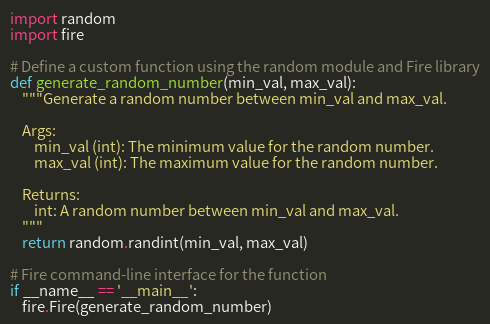 import random
import fire

# Define a custom function using the random module and Fire library
def generate_random_number(min_val, max_val):
    """Generate a random number between min_val and max_val.

    Args:
        min_val (int): The minimum value for the random number.
        max_val (int): The maximum value for the random number.

    Returns:
        int: A random number between min_val and max_val.
    """
    return random.randint(min_val, max_val)

# Fire command-line interface for the function
if __name__ == '__main__':
    fire.Fire(generate_random_number)